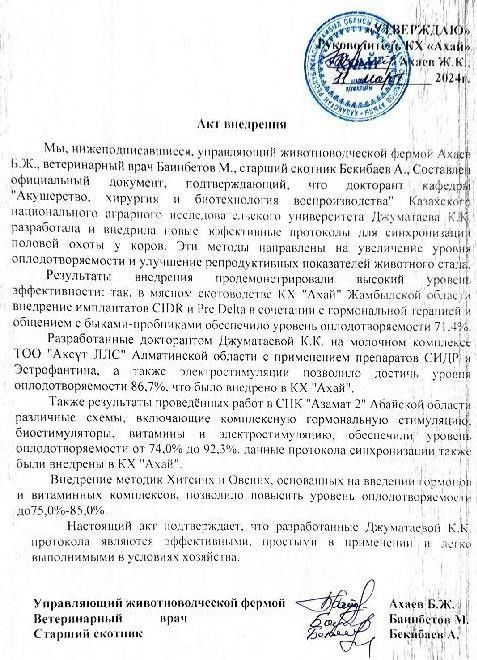 УТВЕРЖДАЮ»
Руководитель КХ «Ахай»
Ахаев Ж.К.
31 марта 2024г.
Акт внедрения
Мы, нижеподписавшиеся, управляющий животноводческой фермой Ахаев
Б.Ж., ветеринарный врач Баинбетов М., старший скотник Бекибаев А., Составлен
официальный документ, подтверждающий, что докторант кафедры
"Акушерство, хирургия и биотехнология воспроизводства" Казахского
национального аграрного исследовательского университета Джуматаева К.К.
разработала и внедрила новые эффективные протоколы для синхронизации
половой охоты у коров. Эти методы направлены на увеличение уровня
оплодотворяемости и улучшение репродуктивных показателей животного стада.
Результаты внедрения продемонстрировали высокий уровень
эффективности: так, в мясном скотоводстве КХ "Ахай" Жамбылской области
внедрение имплантатов CIDR и Pre Delta в сочетании с гормональной терапией и
общением с быками-пробниками обеспечило уровень оплодотворяемости 71.4%.
Разработанные докторантом Джуматаевой К.К. на молочном комплексе
ТОО "Аксут ЛЛС" Алматинской области с применением препаратов СИДР и
Эстрофантина, а также электростимуляции позволило достичь уровня
оплодотворяемости 86,7%, что было внедрено в КХ "Ахай".
Также результаты проведённых работ в СПК "Азамат 2" Абайской области
различные схемы, включающие комплексную гормональную стимуляцию,
биостимуляторы, витамины и электростимуляцию, обеспечили уровень
оплодотворяемости от 74,0% до 92,3%. данные протокола синхронизации также
были внедрены в КХ "Ахай".
Внедрение методик Хитсинх и Овсинх, основанных на введении гормонов
и витаминных комплексов, позволило повысить уровень оплодотворяемости
до75,0%-85,0%.
Настоящий акт подтверждает, что разработанные Джуматаевой К.К.
протокола являются эффективными, простыми в применении и легко
выполнимыми в условиях хозяйства.
Управляющий животноводческой фермой Ахаев Б.Ж.
Ветеринарный врач Баинбетов М.
Старший скотник Бекибаев А.